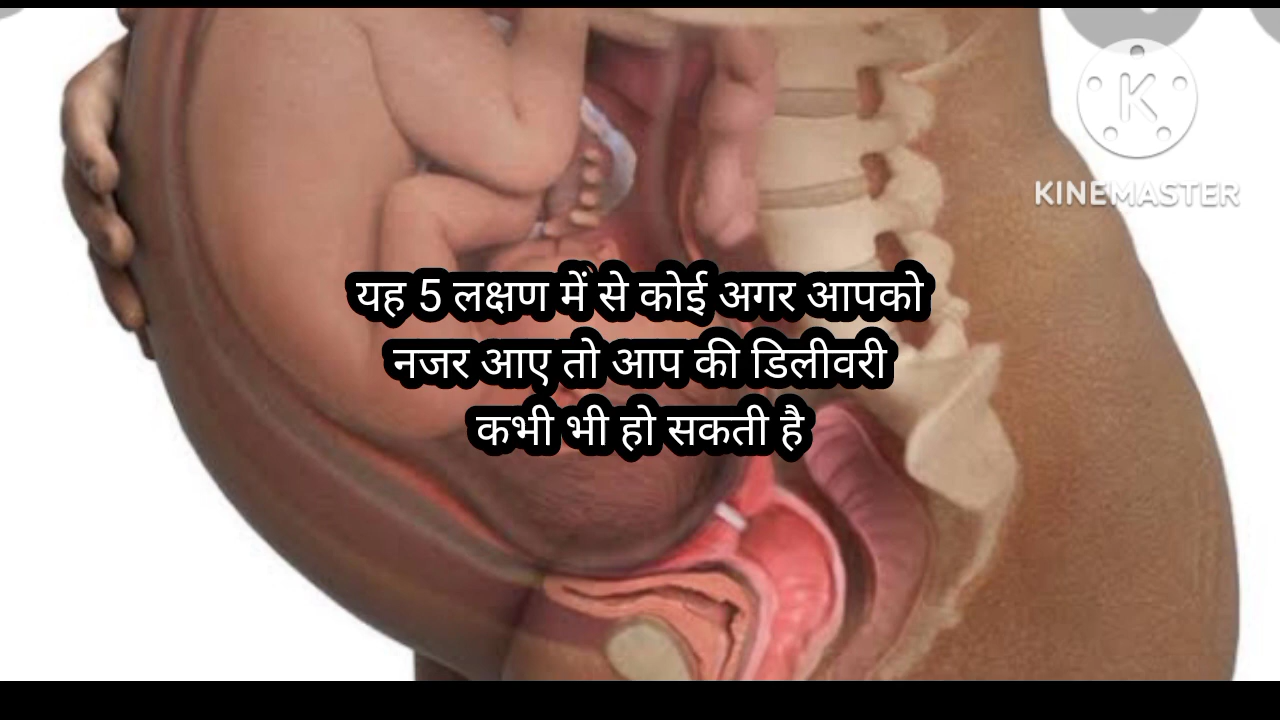 KINEMASTER
यह 5 लक्षण में से कोई अगर आपको
नजर आए तो आप की डिलीवरी
कभी भी हो सकती है